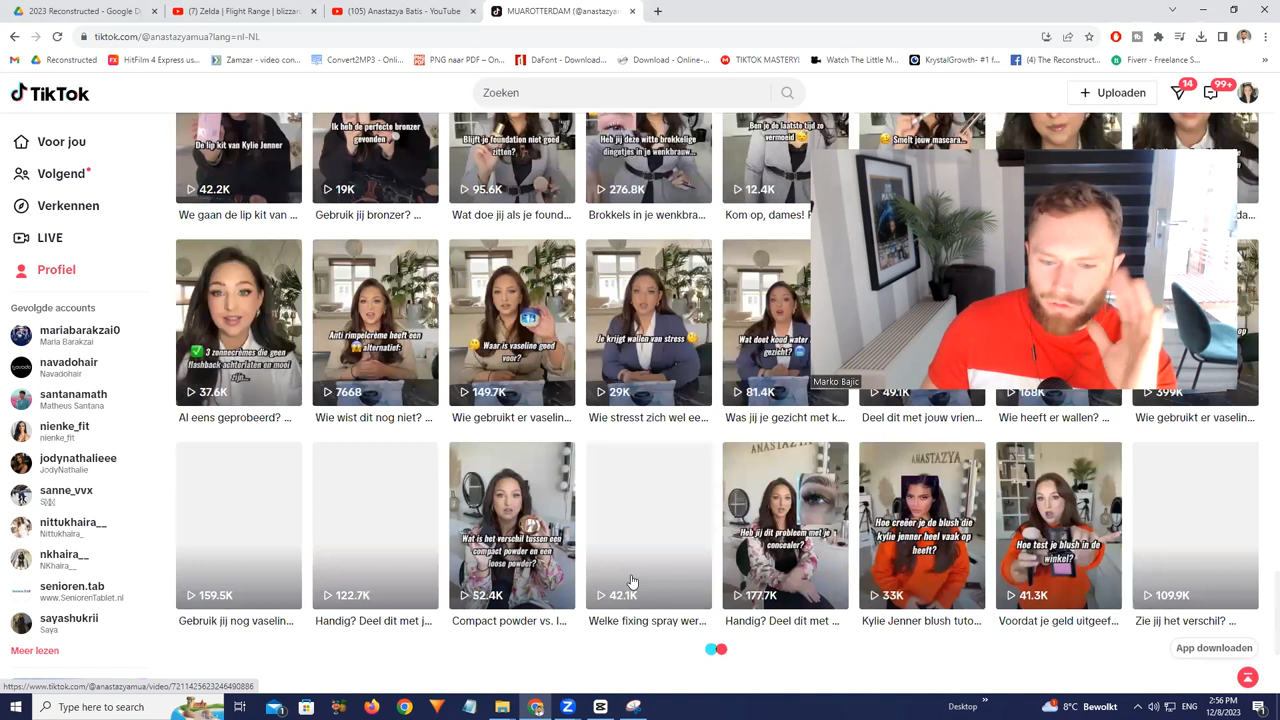 2023 Reconstructed - Google D
(7) Zelda | Flight Range | blizzar
(105) Anastazya Batis - YouTube
MUAROTTERDAM (@anastazyam
tiktok.com/@anastazyamua?lang=nl-NL
Reconstructed
HitFilm 4 Express us...
Zamzar - video con...
Convert2MP3 - Onli...
PNG naar PDF – On...
DaFont - Download...
Download - Online-...
TIKTOK MASTERY!
Watch The Little M...
KrystalGrowth- #1 f...
(4) The Reconstruct...
Fiverr - Freelance S...
TikTok
Zoeken
Uploaden
14
99+
Voor jou
Volgend
Verkennen
LIVE
Profiel
Gevolgde accounts
mariabarakzai0
Maria Barakzai
navadohair
Navadohair
santanamath
Matheus Santana
nienke_fit
nienke_fit
jodynathalieee
JodyNathalie
sanne_vvx
nittukhaira__
Nittukhaira_
nkhaira__
NKhaira__
senioren.tab
www.SeniorenTablet.nl
sayashukrii
Saya
Meer lezen
De lip kit van Kylie Jenner
42.2K
We gaan de lip kit van ...
Ik heb de perfecte bronzer
gevonden
19K
Gebruik jij bronzer? ...
Blijft je foundation niet goed
zitten?
95.6K
Wat doe jij als je found...
Heb jij deze witte brokkelige
dingetjes in je wenkbrauw...
276.8K
Brokkels in je wenkbra...
Ben je de laatste tijd zo
vermoeid
12.4K
Kom op, dames!
Smelt jouw mascara...
Marko Bajic
3 zonnecrèmes die geen
flashback achterlaten en mooi
zijn...
37.6K
Al eens geprobeerd? ...
Anti rimpelcrème heeft een
alternatief:
7668
Wie wist dit nog niet? ...
Waar is vaseline goed
voor?
149.7K
Wie gebruikt er vaselin...
Je krijgt wallen van stress
29K
Wie stresst zich wel ee...
Wat doet koud water
gezicht?
81.4K
Was jij je gezicht met k...
49.1K
Deel dit met jouw vrien...
168K
Wie heeft er wallen? ...
399K
Wie gebruikt er vaselin...
159.5K
Gebruik jij nog vaselin...
122.7K
Handig? Deel dit met j...
Wat is het verschil tussen een
compact powder en een
loose powder?
52.4K
Compact powder vs. l...
42.1K
Welke fixing spray wer...
ANASTAZYA
Heb jij dit probleem met je
concealer?
177.7K
Handig? Deel dit met ...
ANASTAZYA
Hoe creëer je de blush die
kylie jenner heel vaak op
heeft?
33K
Kylie Jenner blush tuto...
Hoe test je blush in de
winkel?
41.3K
Voordat je geld uitgeef...
109.9K
Zie jij het verschil? ...
App downloaden
https://www.tiktok.com/@anastazyamua/video/7211425623246490886
Type here to search
Desktop
8°C Bewolkt
ENG
2:56 PM
12/8/2023